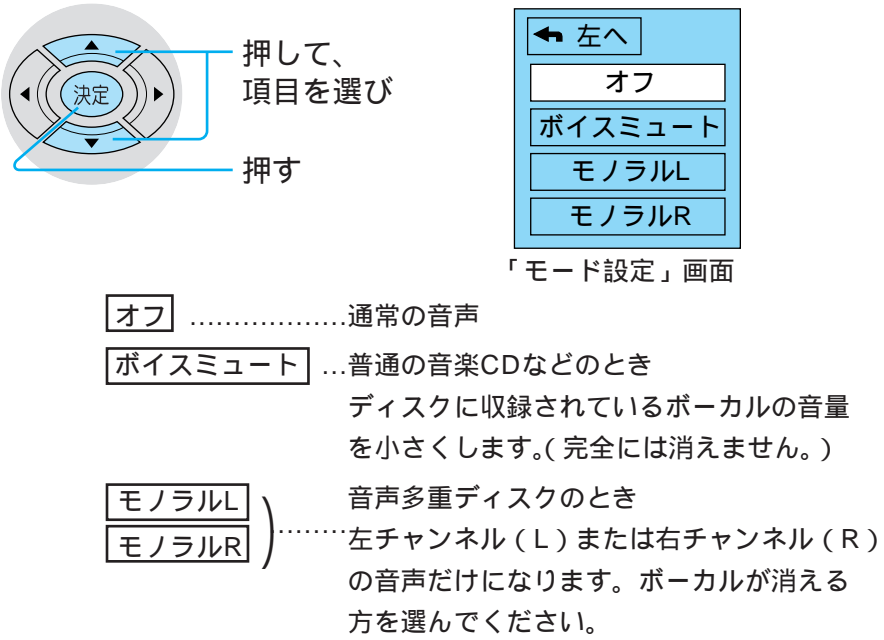 決定
押して、
項目を選び
押す
左へ
オフ
ボイスミュート
モノラルL
モノラルR
「モード設定」画面
オフ ..................通常の音声
ボイスミュート ...普通の音楽CDなどのとき
ディスクに収録されているボーカルの音量
を小さくします。(完全には消えません。)
モノラルL
モノラルR
........
音声多重ディスクのとき
左チャンネル(L)または右チャンネル(R)
の音声だけになります。ボーカルが消える
方を選んでください。